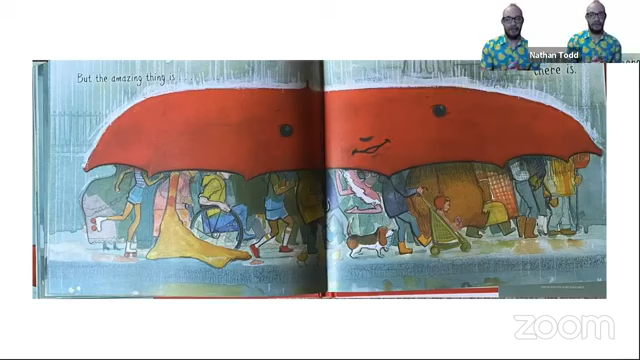 Nathan Todd
But the amazing thing is . . .
there is.
zoom